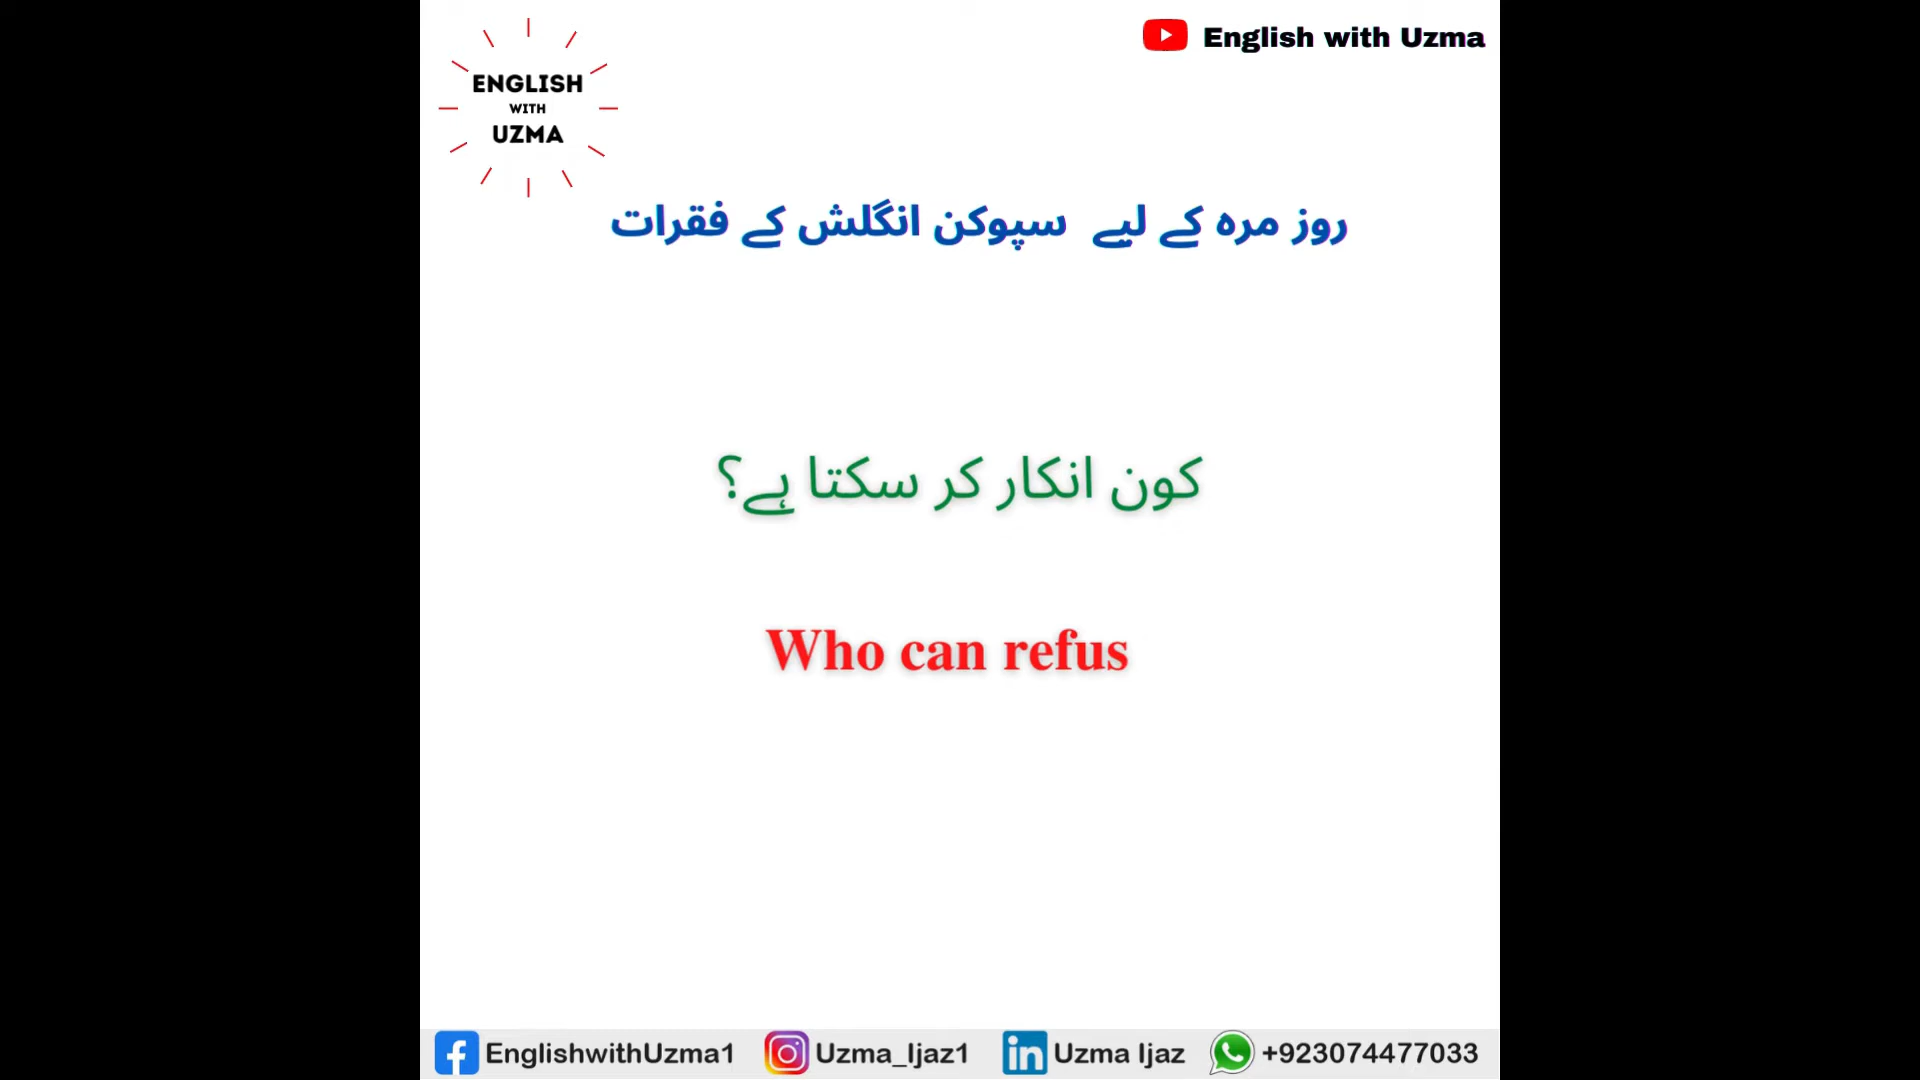 ENGLISH
WITH
UZMA
English with Uzma
روز مرہ کے لیے سپوکن انگلش کے فقرات
کون انکار کر سکتا ہے؟
Who can refus
EnglishwithUzma1 Uzma_Ijaz1 Uzma Ijaz +923074477033